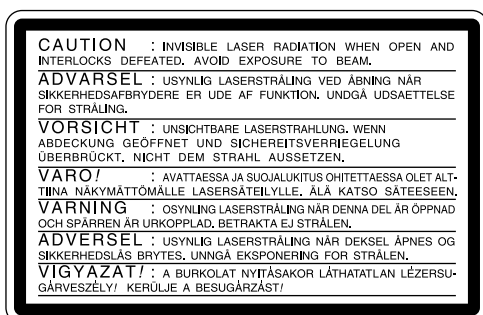 CAUTION : INVISIBLE LASER RADIATION WHEN OPEN AND
INTERLOCKS DEFEATED. AVOID EXPOSURE TO BEAM.
ADVARSEL : USYNLIG LASERSTRÅLING VED ÅBNING NÅR
SIKKERHEDSAFBRYDERE ER UDE AF FUNKTION. UNDGÅ UDSAETTELSE
FOR STRÅLING.
VORSICHT : UNSICHTBARE LASERSTRAHLUNG. WENN
ABDECKUNG GEÖFFNET UND SICHEREITSVERRIEGELUNG
ÜBERBRÜCKT. NICHT DEM STRAHL AUSSETZEN.
VARO! : AVATTAESSA JA SUOJALUKITUS OHITETTAESSA OLET ALT-
TIINA NÄKYMÄTTÖMÄLLE LASERSÄTEILYLLE. ÄLÄ KATSO SÄTEESEEN.
VARNING : OSYNLING LASERSTRÅLING NÄR DENNA DEL ÄR ÖPPNAD
OCH SPÄRREN ÄR URKOPPLAD. BETRAKTA EJ STRÅLEN.
ADVERSEL : USYNLIG LASERSTRÅLING NÅR DEKSEL ÅPNES OG
SIKKERHEDSLÅS BRYTES. UNNGÅ EKSPONERING FOR STRÅLEN.
VIGYAZAT! : A BURKOLAT NYITÁSAKOR LÁTHATATLAN LÉZERSU-
GÁRVESZÉLY! KERÜLJE A BESUGÁRZÁST!